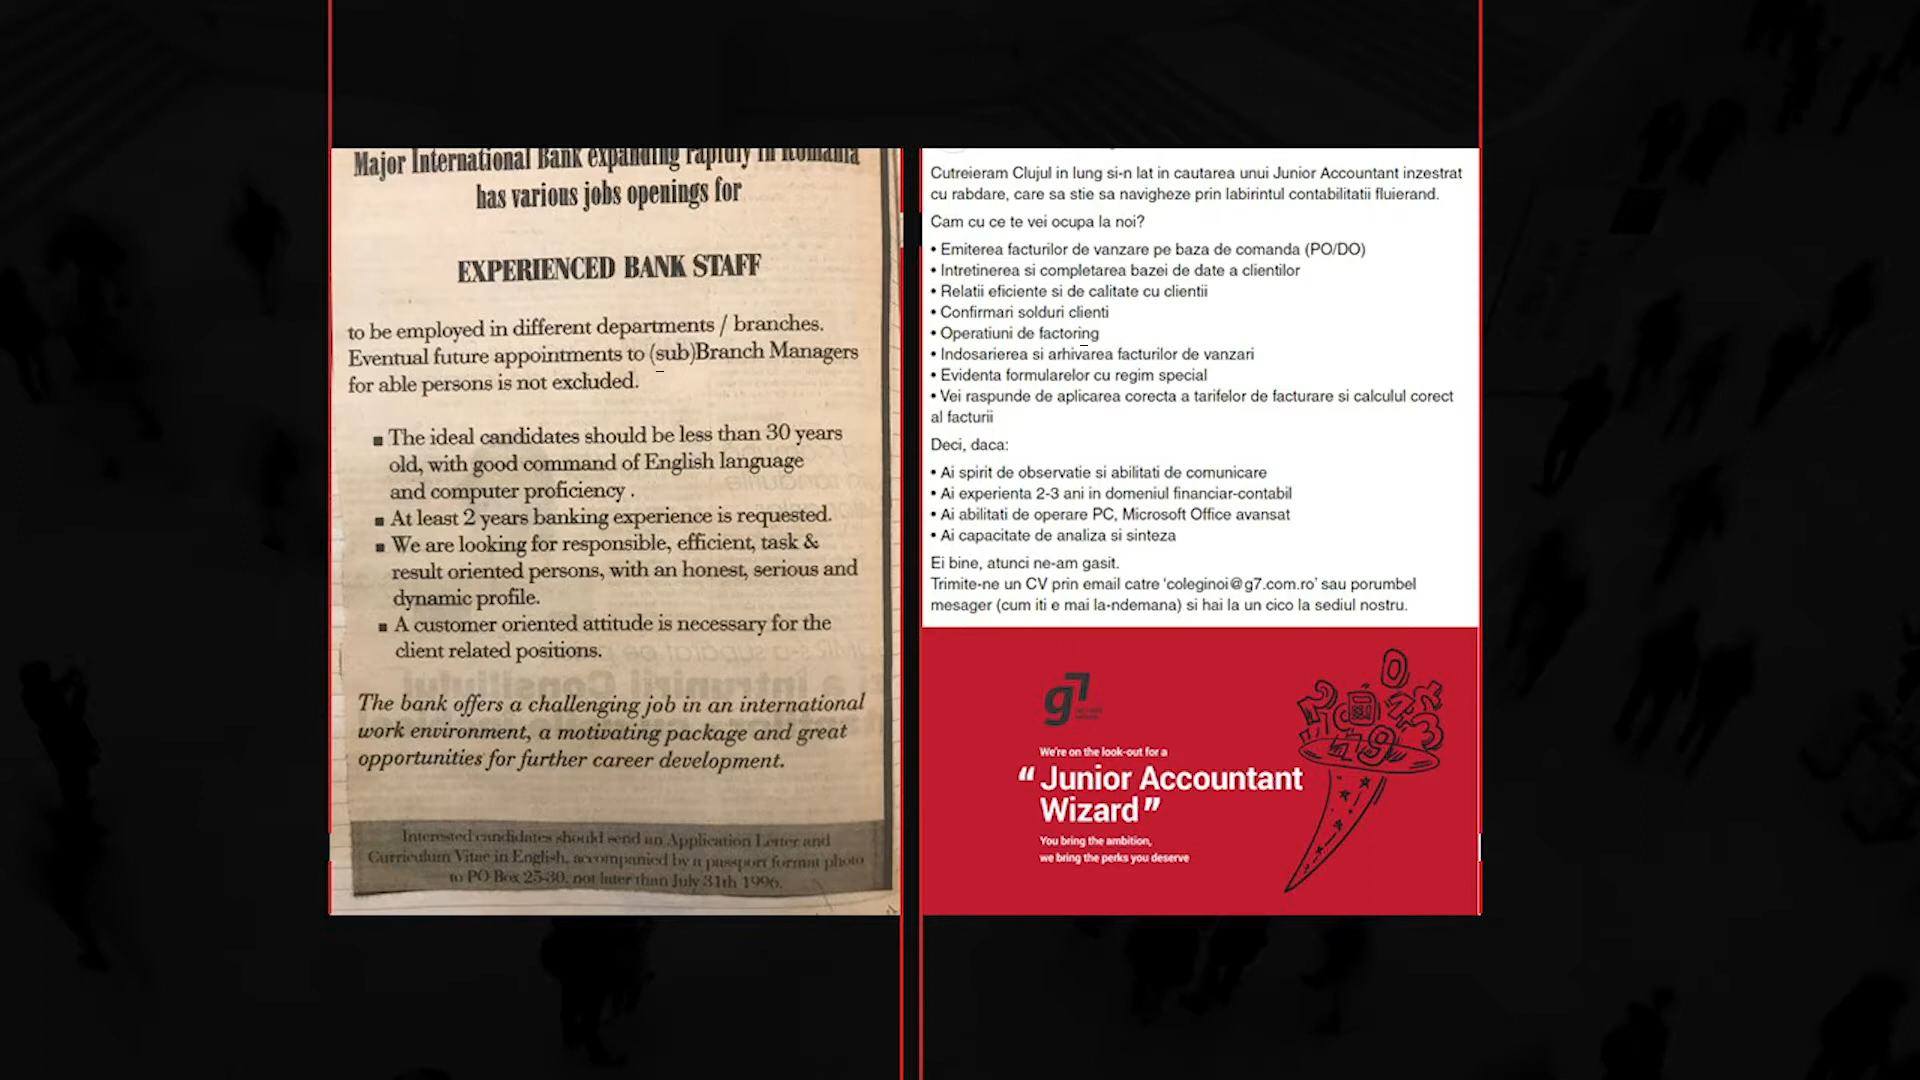 Major International Bank expanding rapidly in Romania
has various jobs openings for
EXPERIENCED BANK STAFF
to be employed in different departments / branches.
Eventual future appointments to (sub)Branch Managers
for able persons is not excluded.
■ The ideal candidates should be less than 30 years
old, with good command of English language
and computer proficiency .
■ At least 2 years banking experience is requested.
■ We are looking for responsible, efficient, task &
result oriented persons, with an honest, serious and
dynamic profile.
■ A customer oriented attitude is necessary for the
client related positions.
The bank offers a challenging job in an international
work environment, a motivating package and great
opportunities for further career development.
Interested candidates should send an Application Letter and
Curriculum Vitae in English, accompanied by a passport format photo
to PO Box 25-30, not later than July 31th 1996.
Cutreieram Clujul in lung si-n lat in cautarea unui Junior Accountant inzestrat
cu rabdare, care sa stie sa navigheze prin labirintul contabilitatii fluierand.
Cam cu ce te vei ocupa la noi?
• Emiterea facturilor de vanzare pe baza de comanda (PO/DO)
• Intretinerea si completarea bazei de date a clientilor
• Relatii eficiente si de calitate cu clientii
• Confirmari solduri clienti
• Operatiuni de factoring
• Indosarierea si arhivarea facturilor de vanzari
• Evidenta formularelor cu regim special
• Vei raspunde de aplicarea corecta a tarifelor de facturare si calculul corect
al facturii
Deci, daca:
• Ai spirit de observatie si abilitati de comunicare
• Ai experienta 2-3 ani in domeniul financiar-contabil
• Ai abilitati de operare PC, Microsoft Office avansat
• Ai capacitate de analiza si sinteza
Ei bine, atunci ne-am gasit.
Trimite-ne un CV prin email catre 'coleginoi@g7.com.ro' sau porumbel
mesager (cum iti e mai la-ndemana) si hai la un cico la sediul nostru.
g7
We're on the look-out for a
“ Junior Accountant
Wizard ”
You bring the ambition,
we bring the perks you deserve